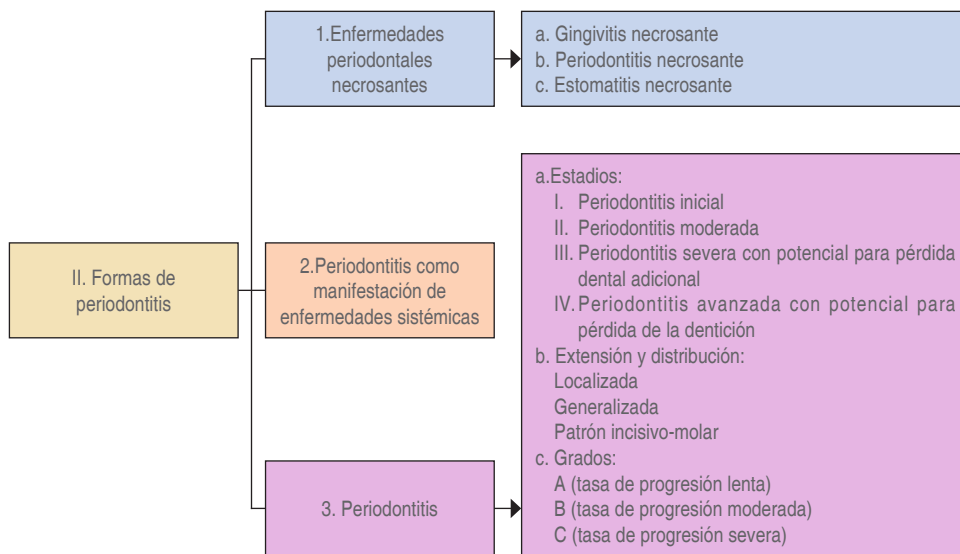 1.Enfermedades
periodontales
necrosantes
a. Gingivitis necrosante
b. Periodontitis necrosante
c. Estomatitis necrosante
II. Formas de
periodontitis
2.Periodontitis como
manifestación de
enfermedades sistémicas
3. Periodontitis
a.Estadios:
I. Periodontitis inicial
II. Periodontitis moderada
III. Periodontitis severa con potencial para pérdida
dental adicional
IV. Periodontitis avanzada con potencial para
pérdida de la dentición
b. Extensión y distribución:
Localizada
Generalizada
Patrón incisivo-molar
c. Grados:
A (tasa de progresión lenta)
B (tasa de progresión moderada)
C (tasa de progresión severa)